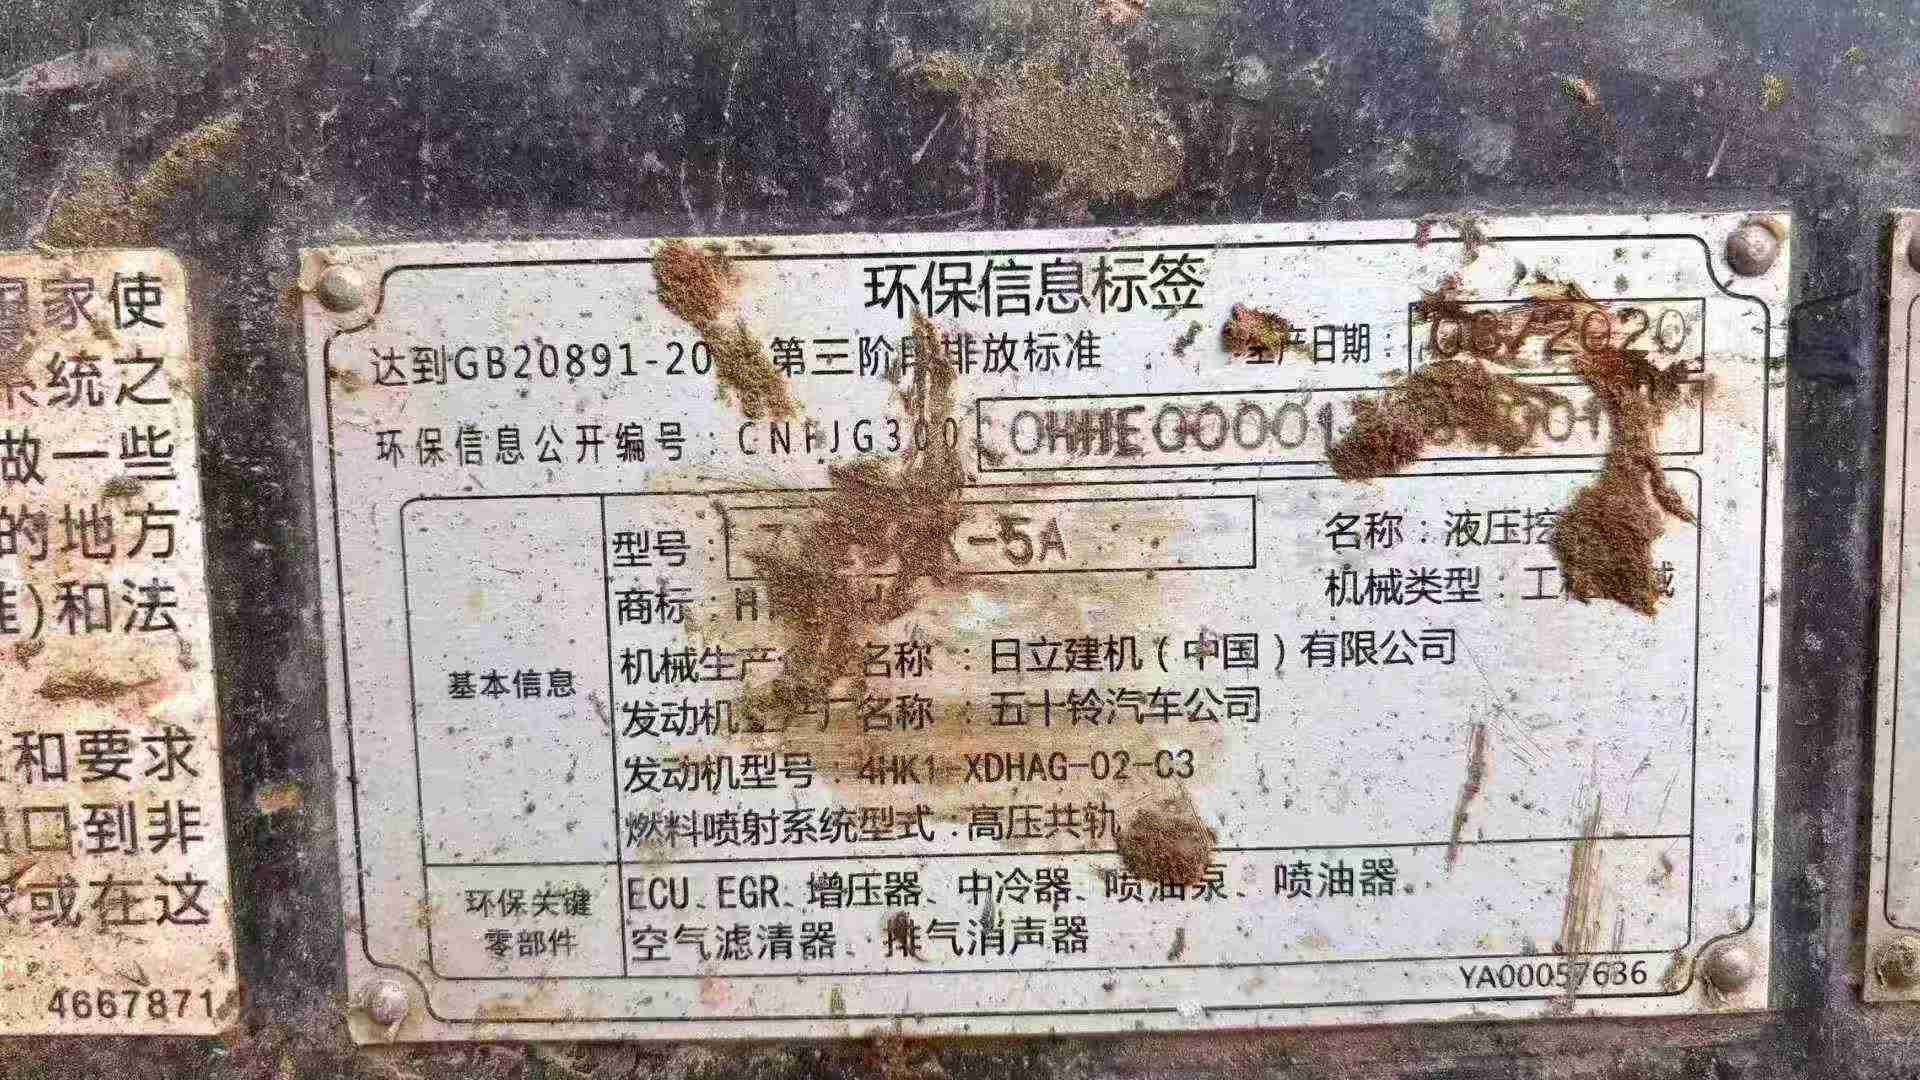 家使
统之
做一些
的地方
)和法
和要求
口到非
或在这
4667871
环保信息标签
达到GB20891-20 第三阶段排放标准
生产日期: 2020
环保信息公开编号: G3 0HHE00001
基本信息
型号: -5A
名称:液压挖
商标:
机械类型:工
机械生产 名称:日立建机(中国)有限公司
发动机 名称:五十铃汽车公司
发动机型号:4HK1-XDHAG-02-C3
燃料喷射系统型式:高压共轨
环保关键
零部件
ECU、EGR、增压器、中冷器、喷油泵、喷油器、
空气滤清器、排气消声器
YA00057636